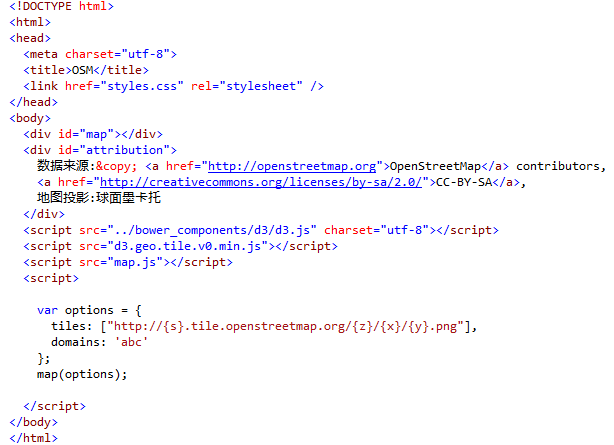 <!DOCTYPE html>
<html>
<head>
  <meta charset="utf-8">
  <title>OSM</title>
  <link href="styles.css" rel="stylesheet" />
</head>
<body>
  <div id="map"></div>
  <div id="attribution">
    数据来源:&copy; <a href="http://openstreetmap.org">OpenStreetMap</a> contributors,
    <a href="http://creativecommons.org/licenses/by-sa/2.0/">CC-BY-SA</a>,
    地图投影:球面墨卡托
  </div>
  <script src="../bower_components/d3/d3.js" charset="utf-8"></script>
  <script src="d3.geo.tile.v0.min.js"></script>
  <script src="map.js"></script>
  <script>

    var options = {
      tiles: ["http://{s}.tile.openstreetmap.org/{z}/{x}/{y}.png"],
      domains: 'abc'
    };
    map(options);

  </script>
</body>
</html>